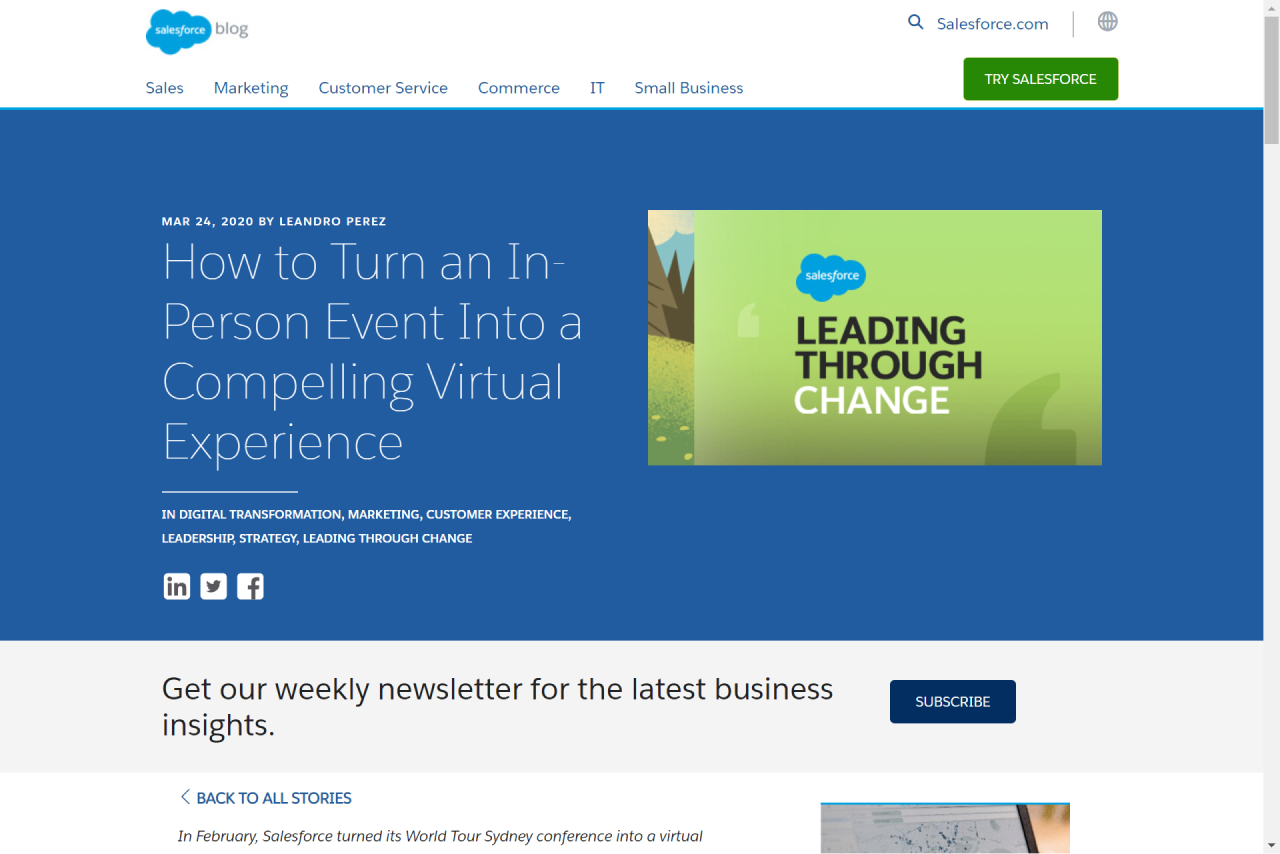 salesforce blog
Salesforce.com
Sales Marketing Customer Service Commerce IT Small Business
TRY SALESFORCE
MAR 24, 2020 BY LEANDRO PEREZ
How to Turn an In-
Person Event Into a
Compelling Virtual
Experience
IN DIGITAL TRANSFORMATION, MARKETING, CUSTOMER EXPERIENCE,
LEADERSHIP, STRATEGY, LEADING THROUGH CHANGE
in
salesforce
LEADING
THROUGH
CHANGE
Get our weekly newsletter for the latest business
insights.
SUBSCRIBE
BACK TO ALL STORIES
In February, Salesforce turned its World Tour Sydney conference into a virtual